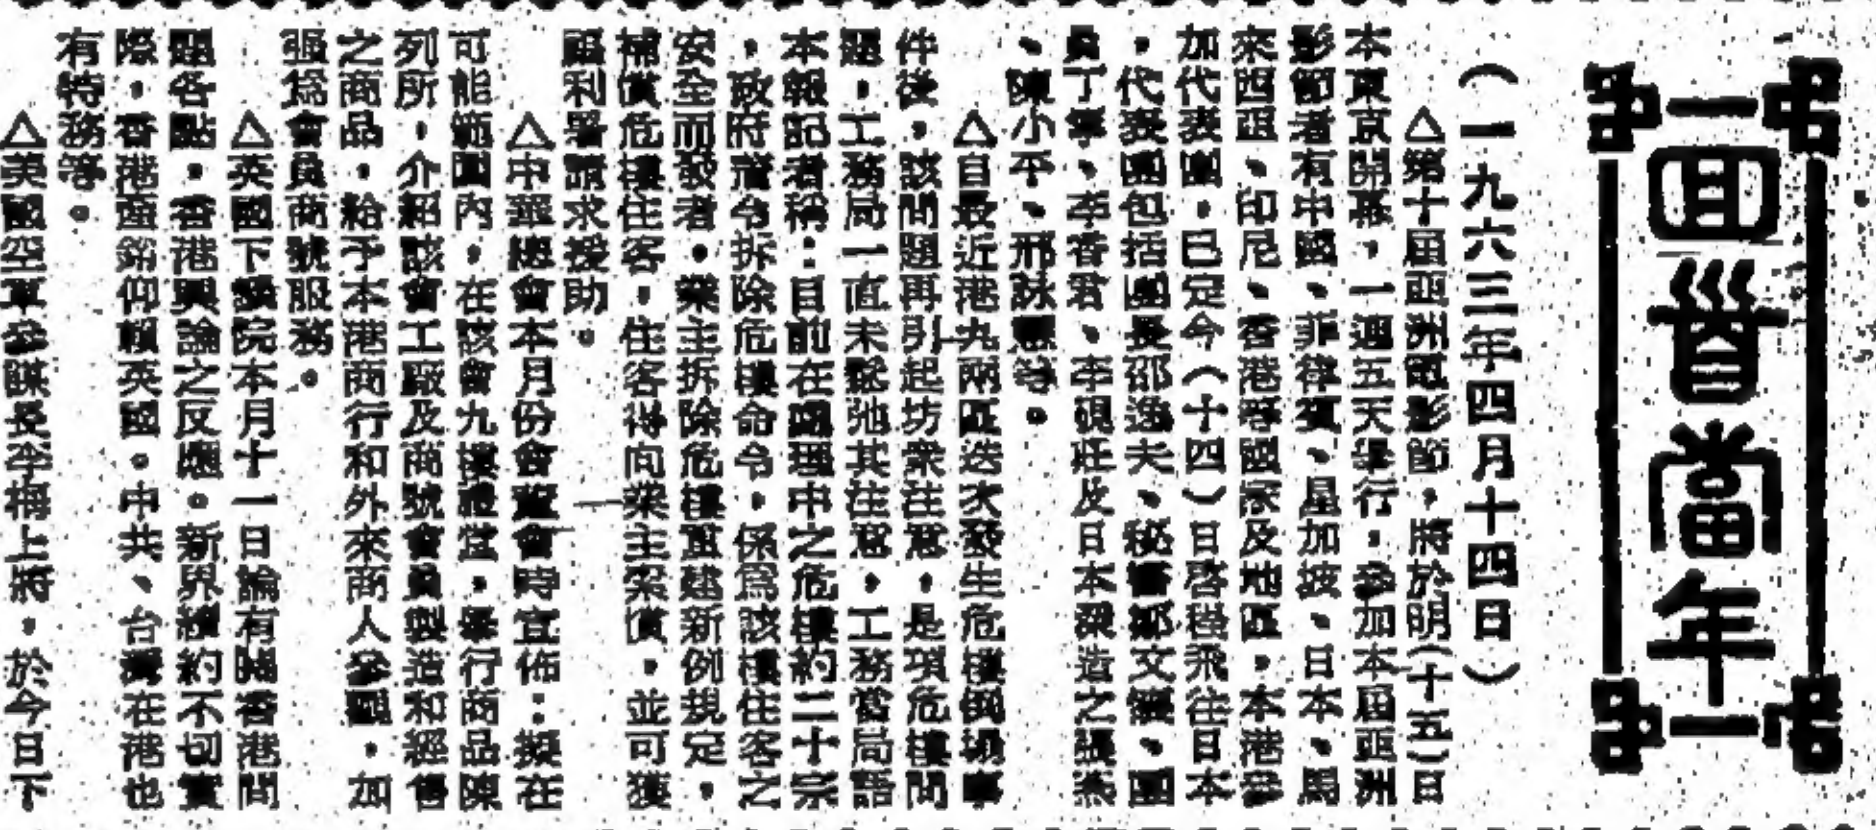 回首當年
（一九六三年四月十四日）
△第十屆亞洲電影節，將於明（十五）日
本東京開幕，一週五天舉行，參加本屆亞洲
影節者有中國、菲律賓、星加坡、日本、馬
來西亞、印尼、香港等國家及地區，本港參
加代表團，已定今（十四）日啓程飛往日本
，代表團包括團長邵逸夫、秘書鄒文懷、團
員丁寧、李香君、李硯莊及日本深造之張燕
、陳小平、邢詠慧等。
△自最近港九兩區迭次發生危樓倒塌事
件後，該問題再引起坊衆注意，是項危樓問
題，工務局一直未鬆弛其注意，工務當局語
本報記者稱：目前在處理中之危樓約二十宗
，政府當令拆除危樓命令，係爲該樓住客之
安全而發者。業主拆除危樓重建新例規定，
補償危樓住客，住客得向業主索償，並可獲
福利署請求援助。
△中華總會本月份會董會時宣佈：擬在
可能範圍內，在該會九樓禮堂，舉行商品陳
列所，介紹該會工廠及商號會員製造和經售
之商品，給予本港商行和外來商人參觀，加
强爲會員商號服務。
△英國下議院本月十一日論有關香港問
題各點，香港輿論之反應。新界續約不切實
際，香港應銘仰賴英國。中共、台灣在港也
有特務等。
△美國空軍參謀長李梅上將，於今日下